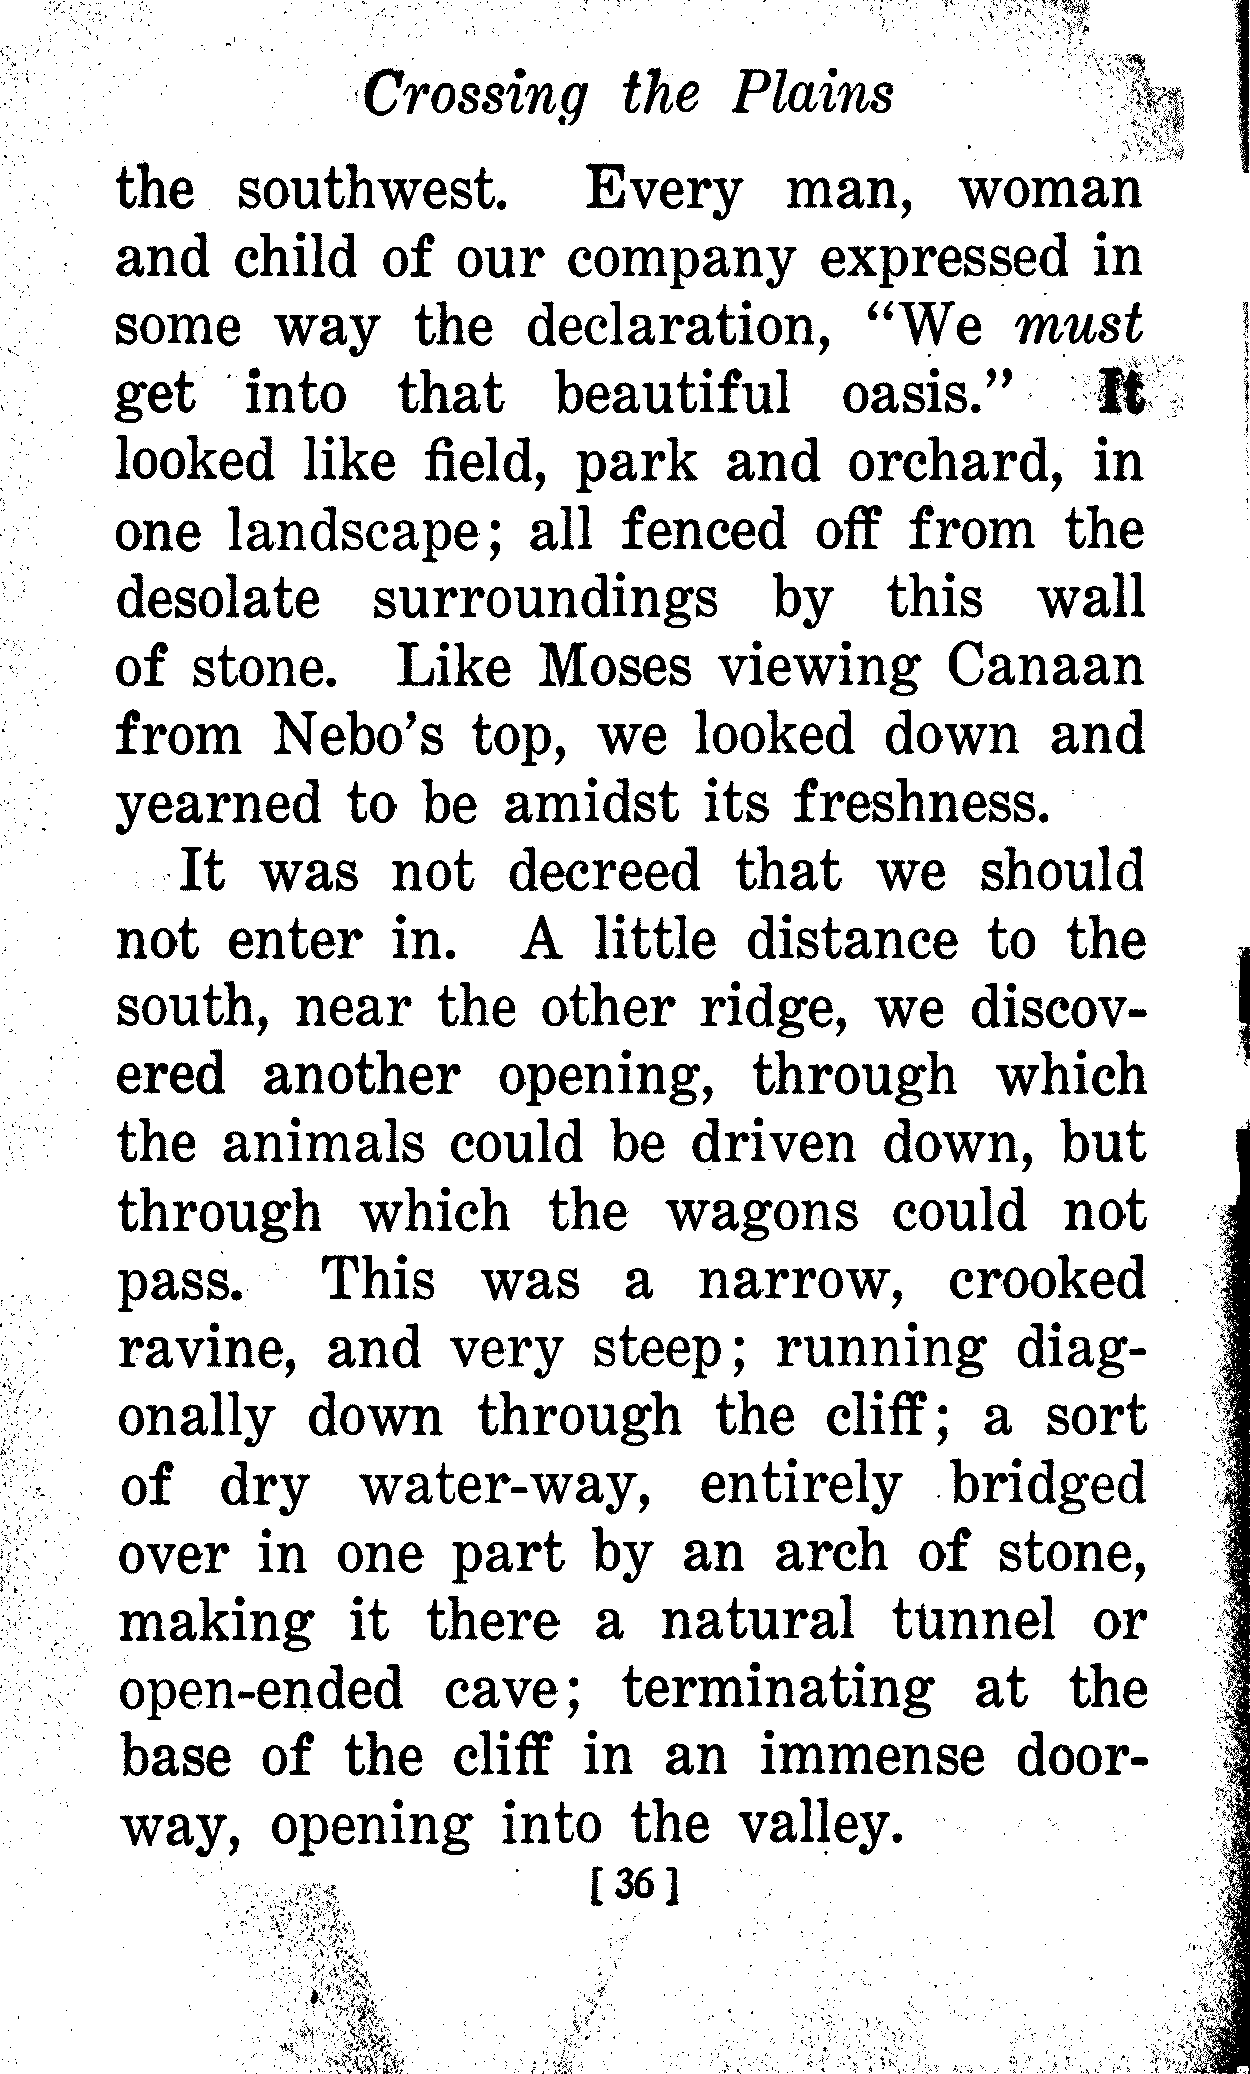 Crossing the Plains
the southwest. Every man, woman
and child of our company expressed in
some way the declaration, “We must
get into that beautiful oasis.” It
looked like field, park and orchard, in
one landscape; all fenced off from the
desolate surroundings by this wall
of stone. Like Moses viewing Canaan
from Nebo’s top, we looked down and
yearned to be amidst its freshness.
It was not decreed that we should
not enter in. A little distance to the
south, near the other ridge, we discov-
ered another opening, through which
the animals could be driven down, but
through which the wagons could not
pass. This was a narrow, crooked
ravine, and very steep; running diag-
onally down through the cliff; a sort
of dry water-way, entirely bridged
over in one part by an arch of stone,
making it there a natural tunnel or
open-ended cave; terminating at the
base of the cliff in an immense door-
way, opening into the valley.
[ 36 ]